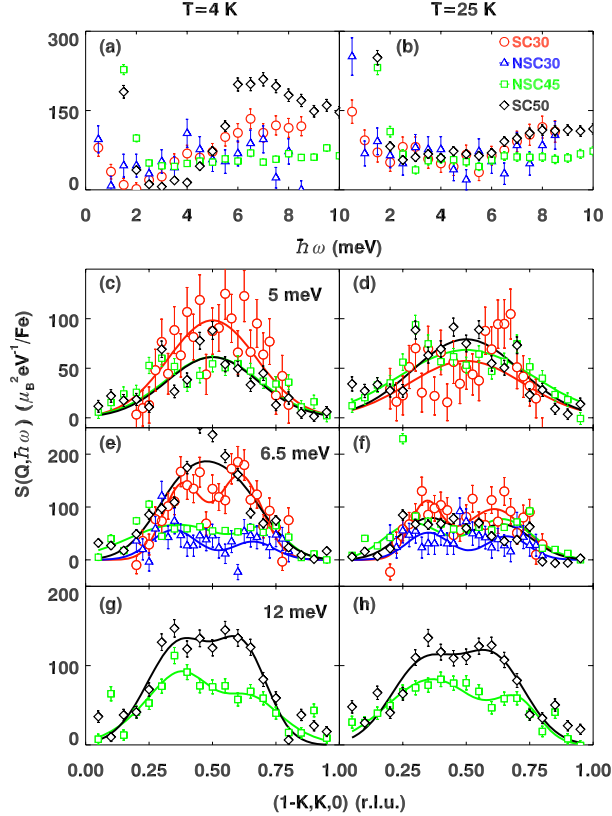 T=4 K T=25 K
300 (a) (b) SC30
NSC30
150 NSC45
SC50
0
0 2 4 6 8 10 2 4 6 8 10
ħω (meV)
(c) (d)
5 meV
100
50
0
S(Q,ħω) (μB²eV⁻¹/Fe)
(e) (f)
200 6.5 meV
100
0
200 (g) (h)
12 meV
100
0
0.00 0.25 0.50 0.75 1.00 0.25 0.50 0.75 1.00
(1-K,K,0) (r.l.u.)